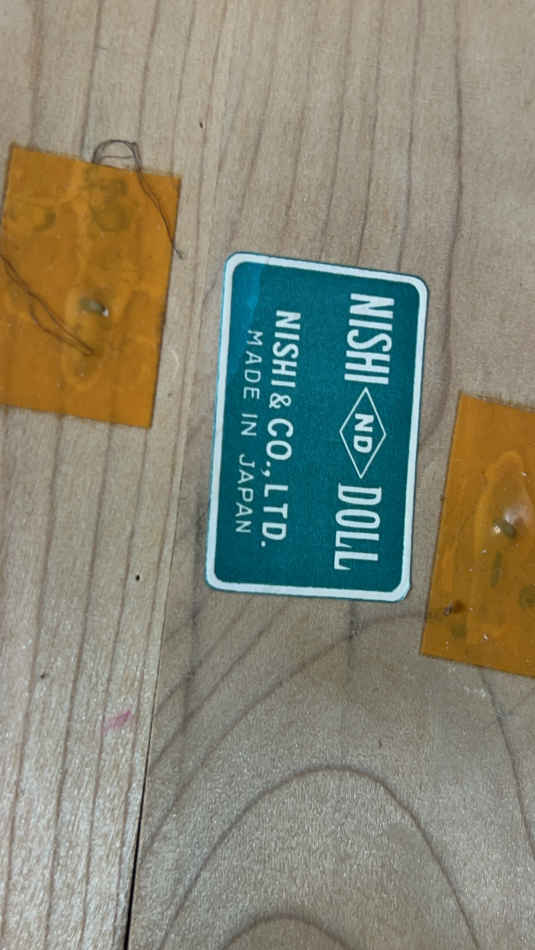 NISHI ND DOLL
NISHI & CO., LTD.
MADE IN JAPAN